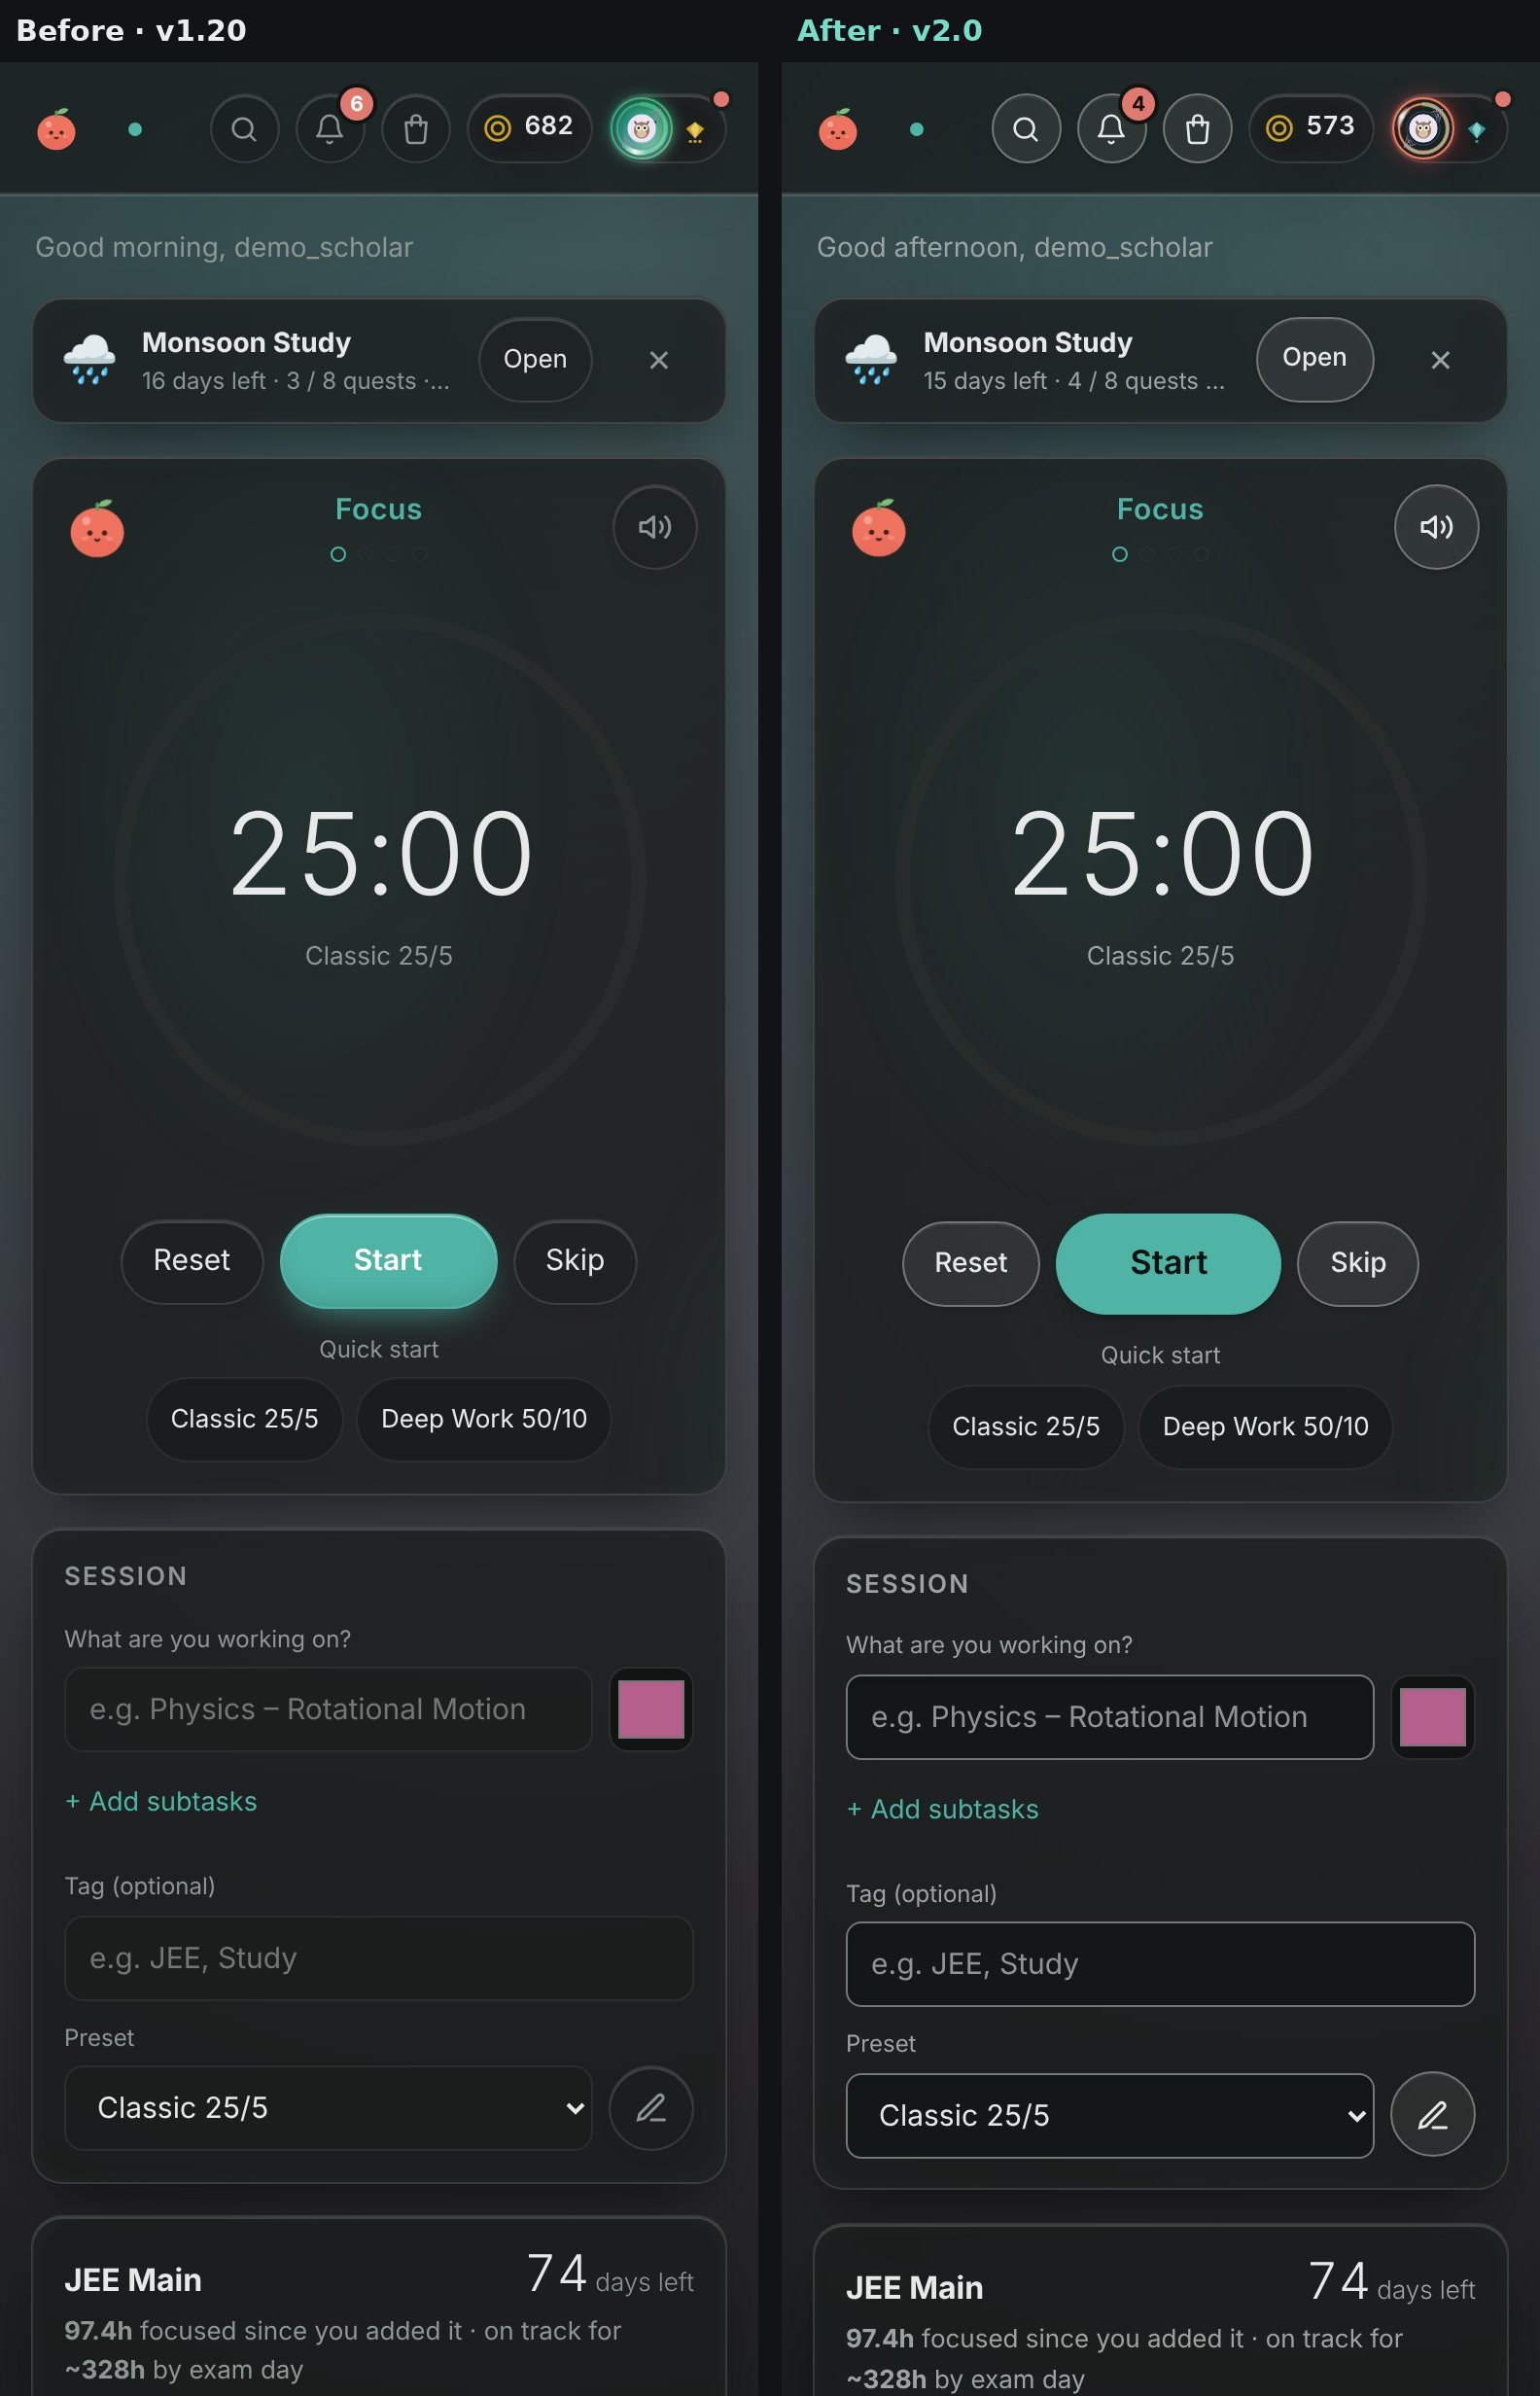 Before · v1.20
6
682
Good morning, demo_scholar
Monsoon Study
16 days left · 3 / 8 quests ·...
Open
Focus
25:00
Classic 25/5
Reset
Start
Skip
Quick start
Classic 25/5
Deep Work 50/10
SESSION
What are you working on?
e.g. Physics – Rotational Motion
+ Add subtasks
Tag (optional)
e.g. JEE, Study
Preset
Classic 25/5
JEE Main
74 days left
97.4h focused since you added it · on track for
~328h by exam day
After · v2.0
4
573
Good afternoon, demo_scholar
Monsoon Study
15 days left · 4 / 8 quests ...
Open
Focus
25:00
Classic 25/5
Reset
Start
Skip
Quick start
Classic 25/5
Deep Work 50/10
SESSION
What are you working on?
e.g. Physics – Rotational Motion
+ Add subtasks
Tag (optional)
e.g. JEE, Study
Preset
Classic 25/5
JEE Main
74 days left
97.4h focused since you added it · on track for
~328h by exam day